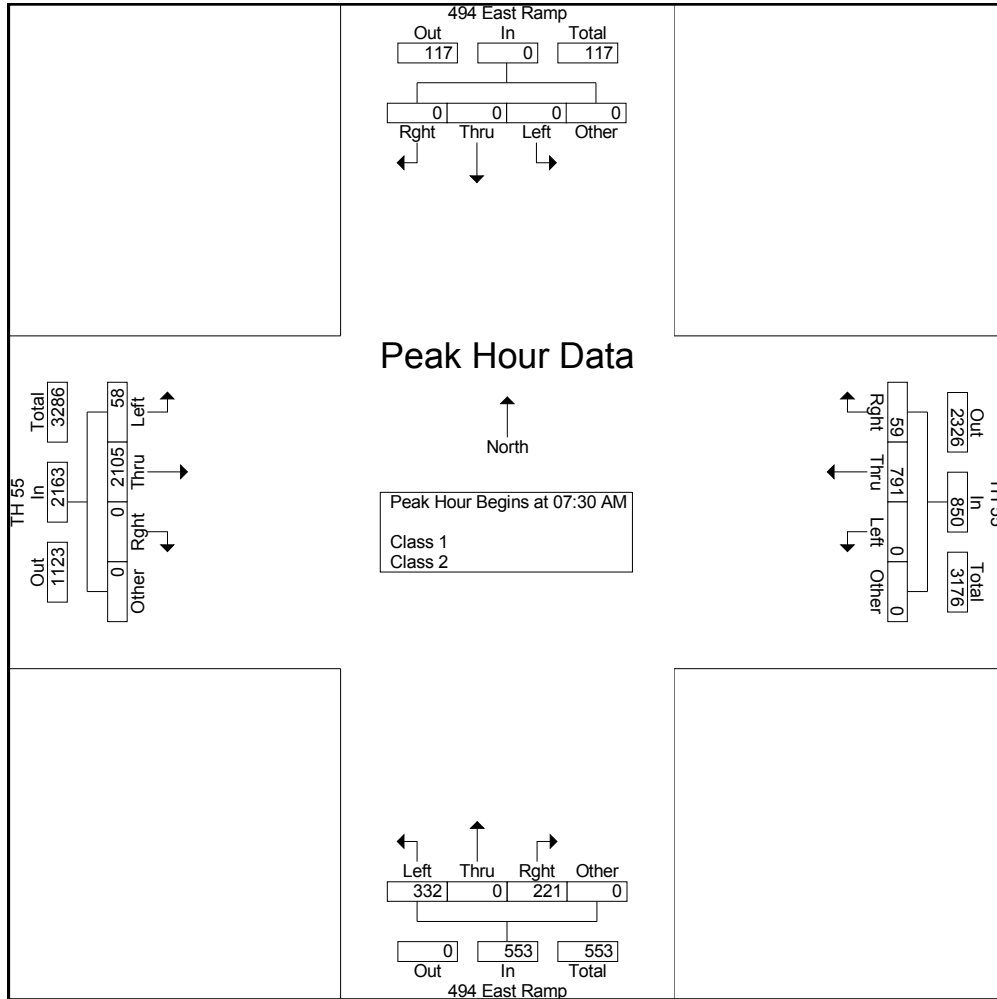 494 East Ramp
Out In Total
117 0 117
0 0 0 0
Rght Thru Left Other
Peak Hour Data
North
Peak Hour Begins at 07:30 AM
Class 1
Class 2
TH 55
Out In Total
1123 2163 3286
58 2105 0 0
Left Thru Rght Other
Out In Total
2326 850 3176
59 791 0 0
Rght Thru Left Other
Left Thru Rght Other
332 0 221 0
0 553 553
Out In Total
494 East Ramp